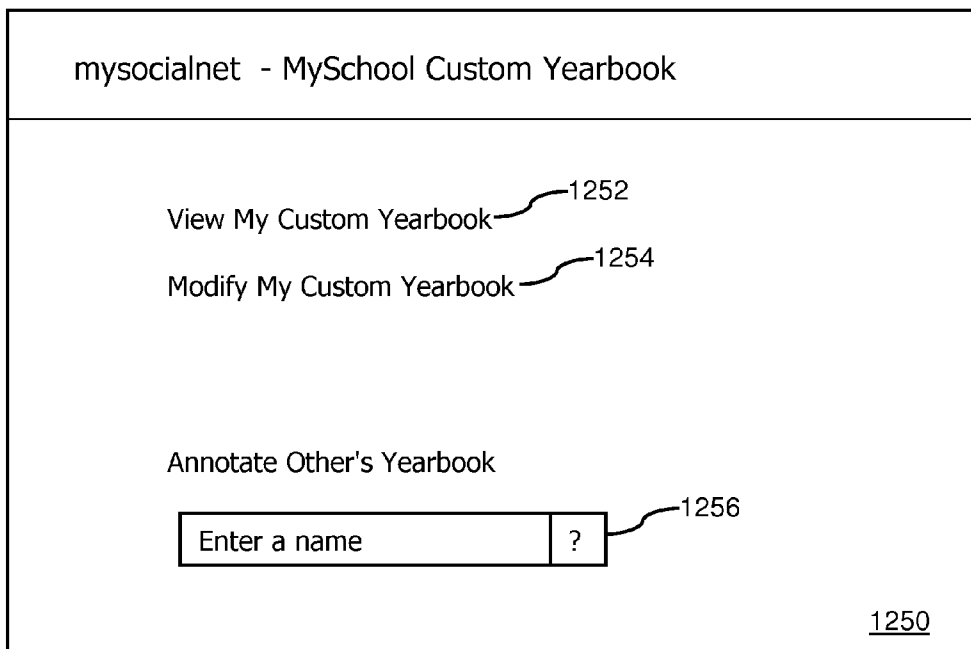 mysocialnet - MySchool Custom Yearbook
1252
View My Custom Yearbook
1254
Modify My Custom Yearbook
Annotate Other's Yearbook
1256
Enter a name ?
1250